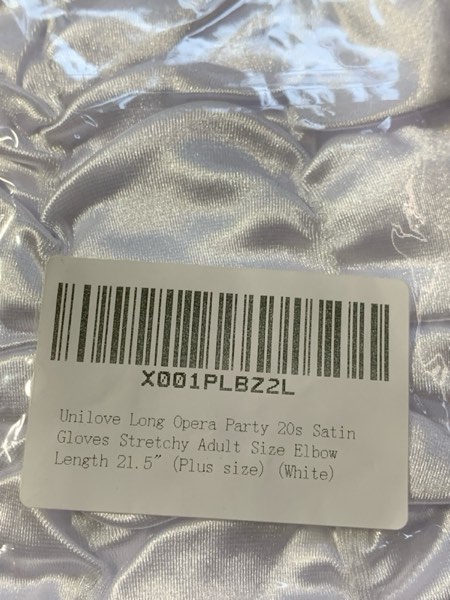 X001PLBZ2L
Unilove Long Opera Party 20s Satin
Gloves Stretchy Adult Size Elbow
Length 21.5" (Plus size) (White)